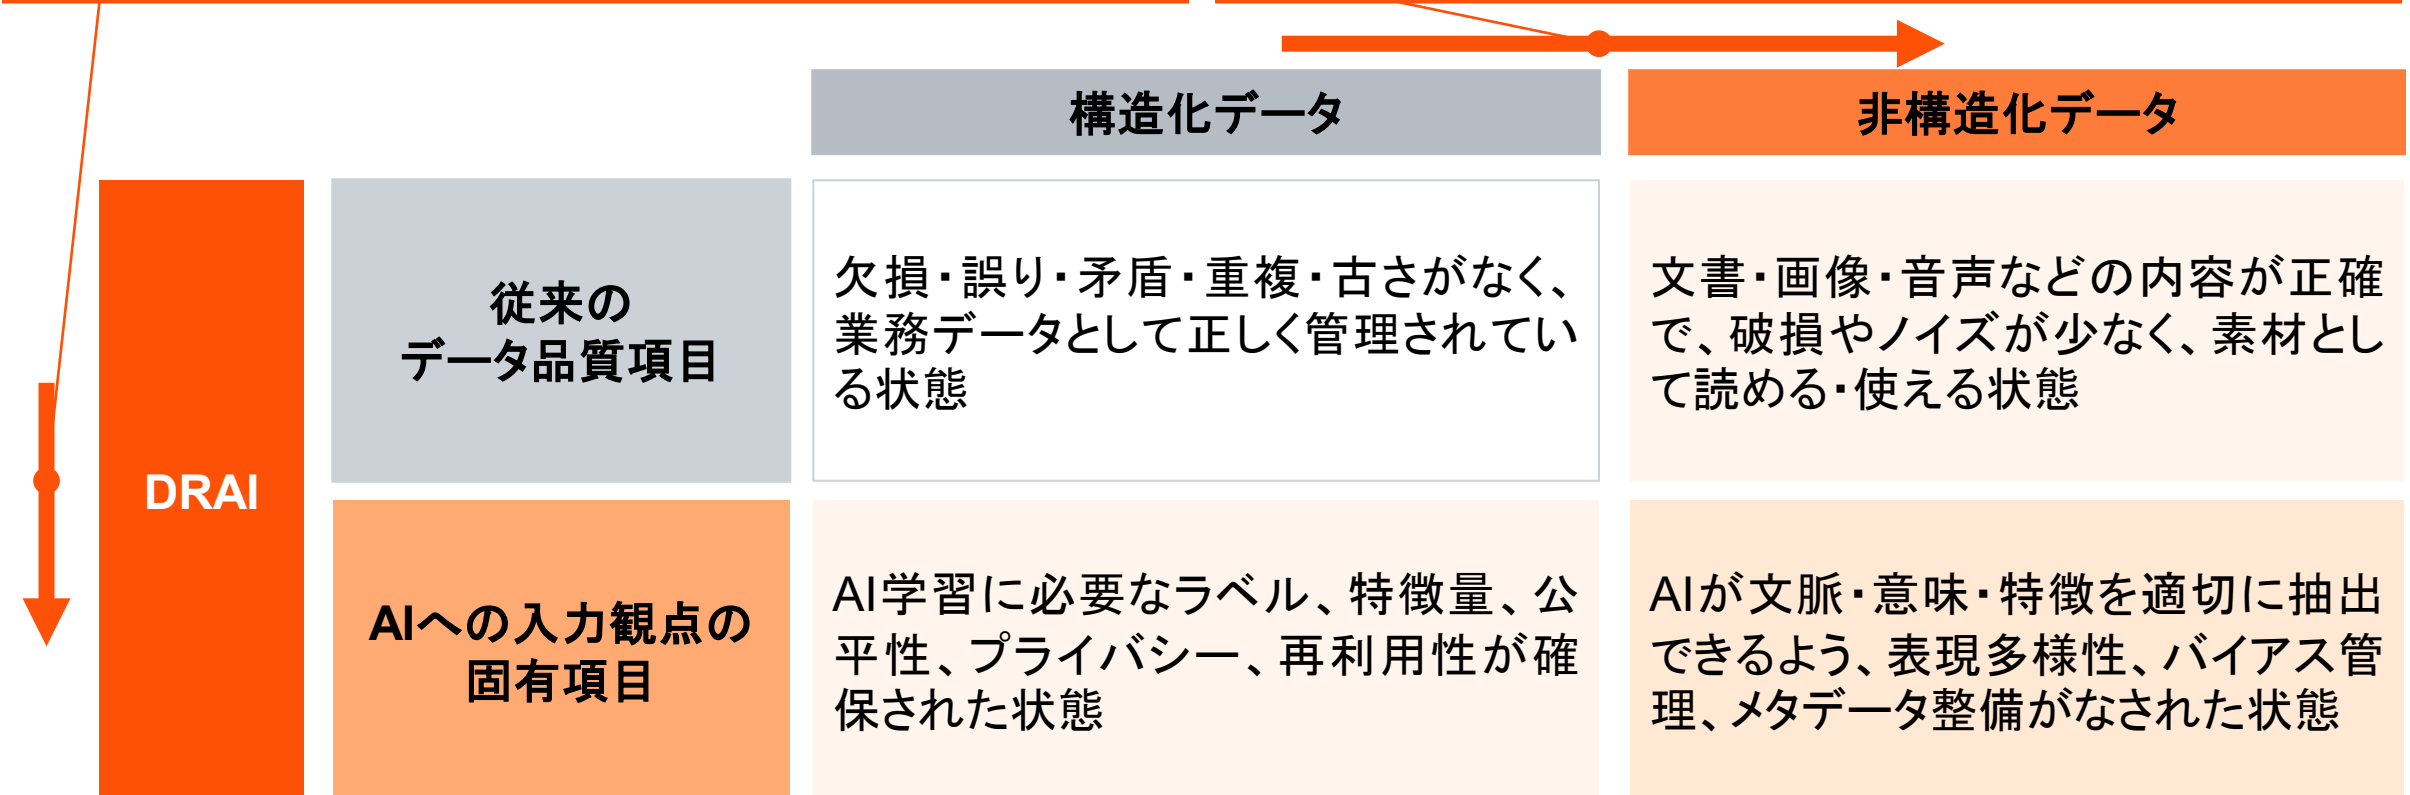 構造化データ
非構造化データ
DRAI
従来の
データ品質項目
欠損・誤り・矛盾・重複・古さがなく、
業務データとして正しく管理されてい
る状態
文書・画像・音声などの内容が正確
で、破損やノイズが少なく、素材とし
て読める・使える状態
AIへの入力観点の
固有項目
AI学習に必要なラベル、特徴量、公
平性、プライバシー、再利用性が確
保された状態
AIが文脈・意味・特徴を適切に抽出
できるよう、表現多様性、バイアス管
理、メタデータ整備がなされた状態